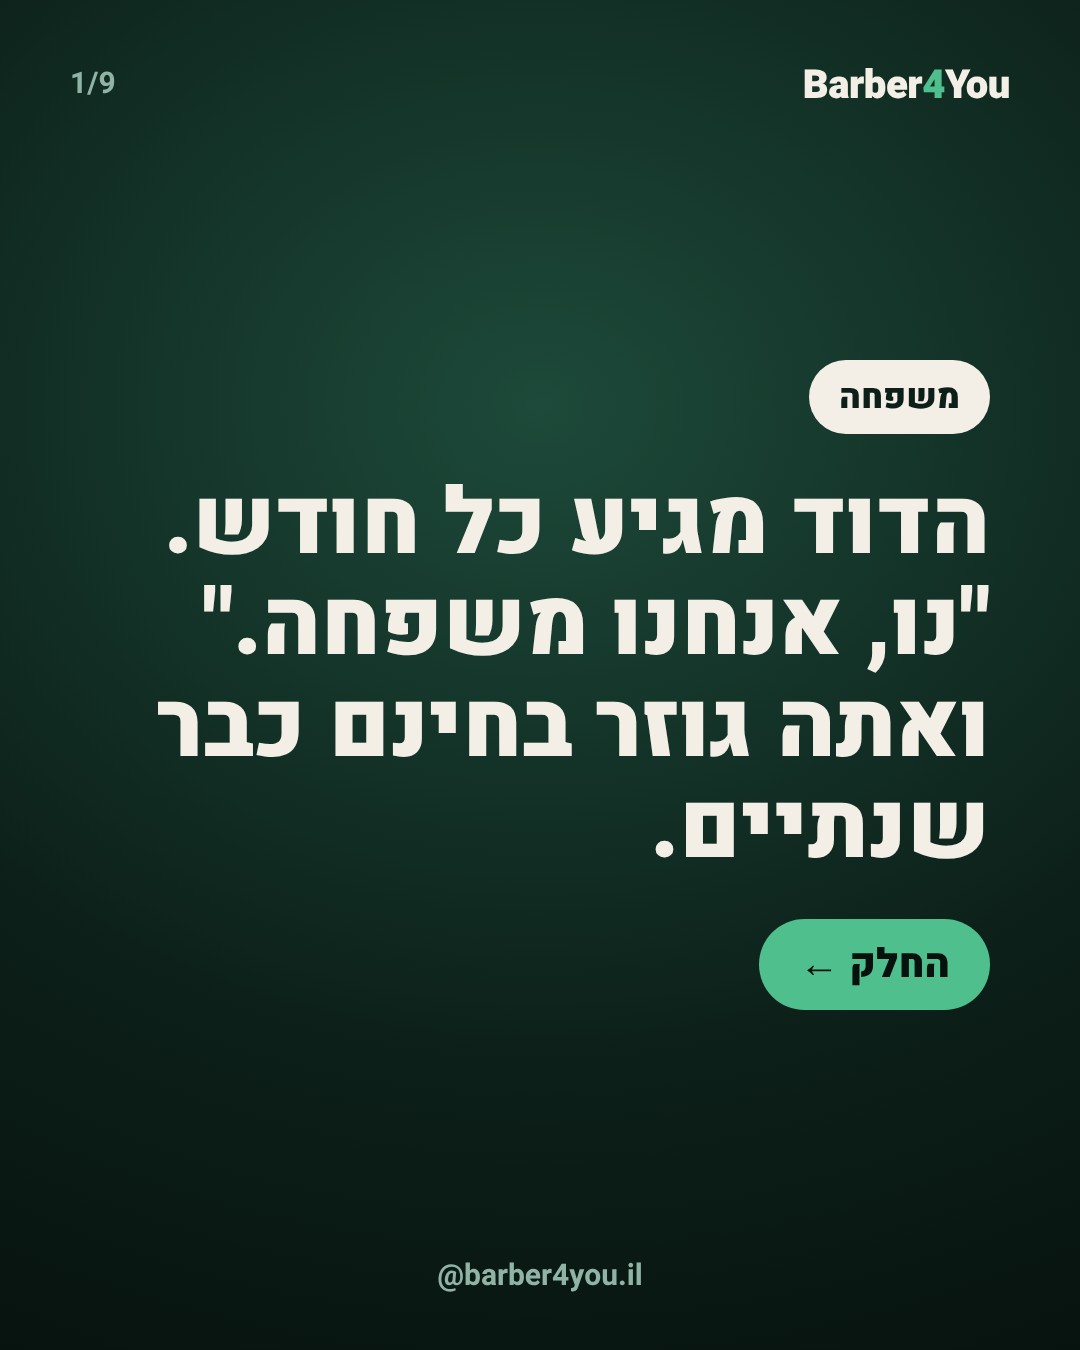 1/9
Barber4You
משפחה
הדוד מגיע כל חודש.
"נו, אנחנו משפחה."
ואתה גוזר בחינם כבר
שנתיים.
החלק ←
@barber4you.il